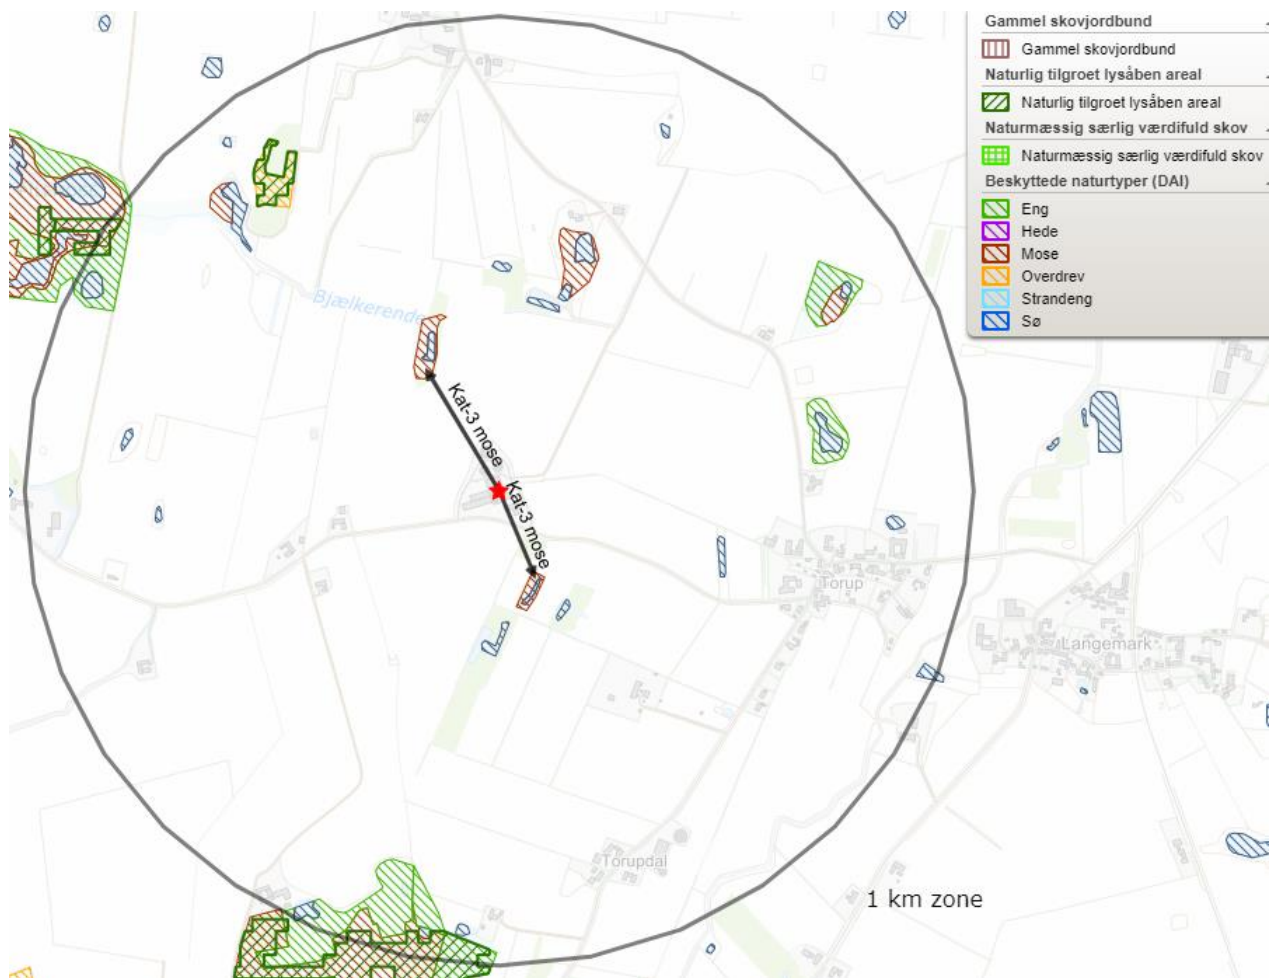 Gammel skovjordbund
Gammel skovjordbund
Naturlig tilgroet lysåben areal
Naturlig tilgroet lysåben areal
Naturmæssig særlig værdifuld skov
Naturmæssig særlig værdifuld skov
Beskyttede naturtyper (DAI)
Eng
Hede
Mose
Overdrev
Strandeng
Sø
Bjælkerende
Kat-3 mose
Kat-3 mose
Torup
Langemark
Torupdal
1 km zone